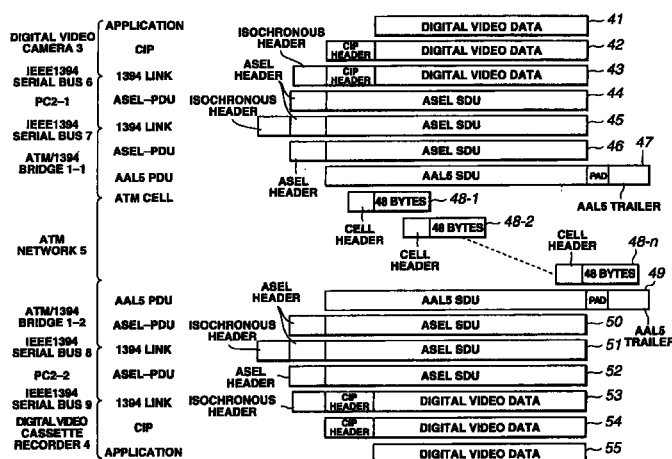 DIGITAL VIDEO CAMERA 3
APPLICATION
DIGITAL VIDEO DATA
41
ISOCHRONOUS HEADER
CIP
CIP HEADER
DIGITAL VIDEO DATA
42
IEEE1394 SERIAL BUS 6
1394 LINK
ASEL HEADER
CIP HEADER
DIGITAL VIDEO DATA
43
PC2-1
ASEL-PDU
ISOCHRONOUS HEADER
ASEL SDU
44
IEEE1394 SERIAL BUS 7
1394 LINK
ASEL SDU
45
ATM/1394 BRIDGE 1-1
ASEL-PDU
ASEL SDU
46
ASEL HEADER
AAL5 PDU
AAL5 SDU
PAD
47
AAL5 TRAILER
ATM NETWORK 5
ATM CELL
48 BYTES
48-1
CELL HEADER
48 BYTES
48-2
CELL HEADER
CELL HEADER
48 BYTES
48-n
49
ATM/1394 BRIDGE 1-2
AAL5 PDU
ASEL HEADER
AAL5 SDU
PAD
AAL5 TRAILER
ASEL-PDU
ISOCHRONOUS HEADER
ASEL SDU
50
IEEE1394 SERIAL BUS 8
1394 LINK
ASEL SDU
51
PC2-2
ASEL-PDU
ASEL HEADER
ASEL SDU
52
IEEE1394 SERIAL BUS 9
1394 LINK
ISOCHRONOUS HEADER
CIP HEADER
DIGITAL VIDEO DATA
53
DIGITAL VIDEO CASSETTE RECORDER 4
CIP
CIP HEADER
DIGITAL VIDEO DATA
54
APPLICATION
DIGITAL VIDEO DATA
55